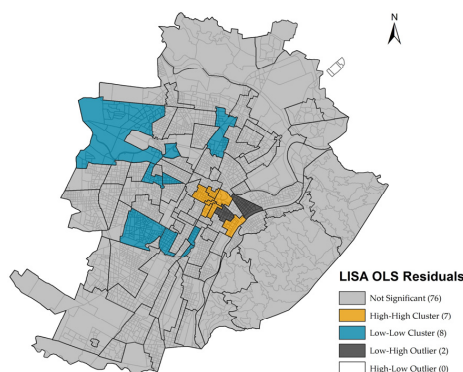 N
LISA OLS Residuals
Not Significant (76)
High-High Cluster (7)
Low-Low Cluster (8)
Low-High Outlier (2)
High-Low Outlier (0)